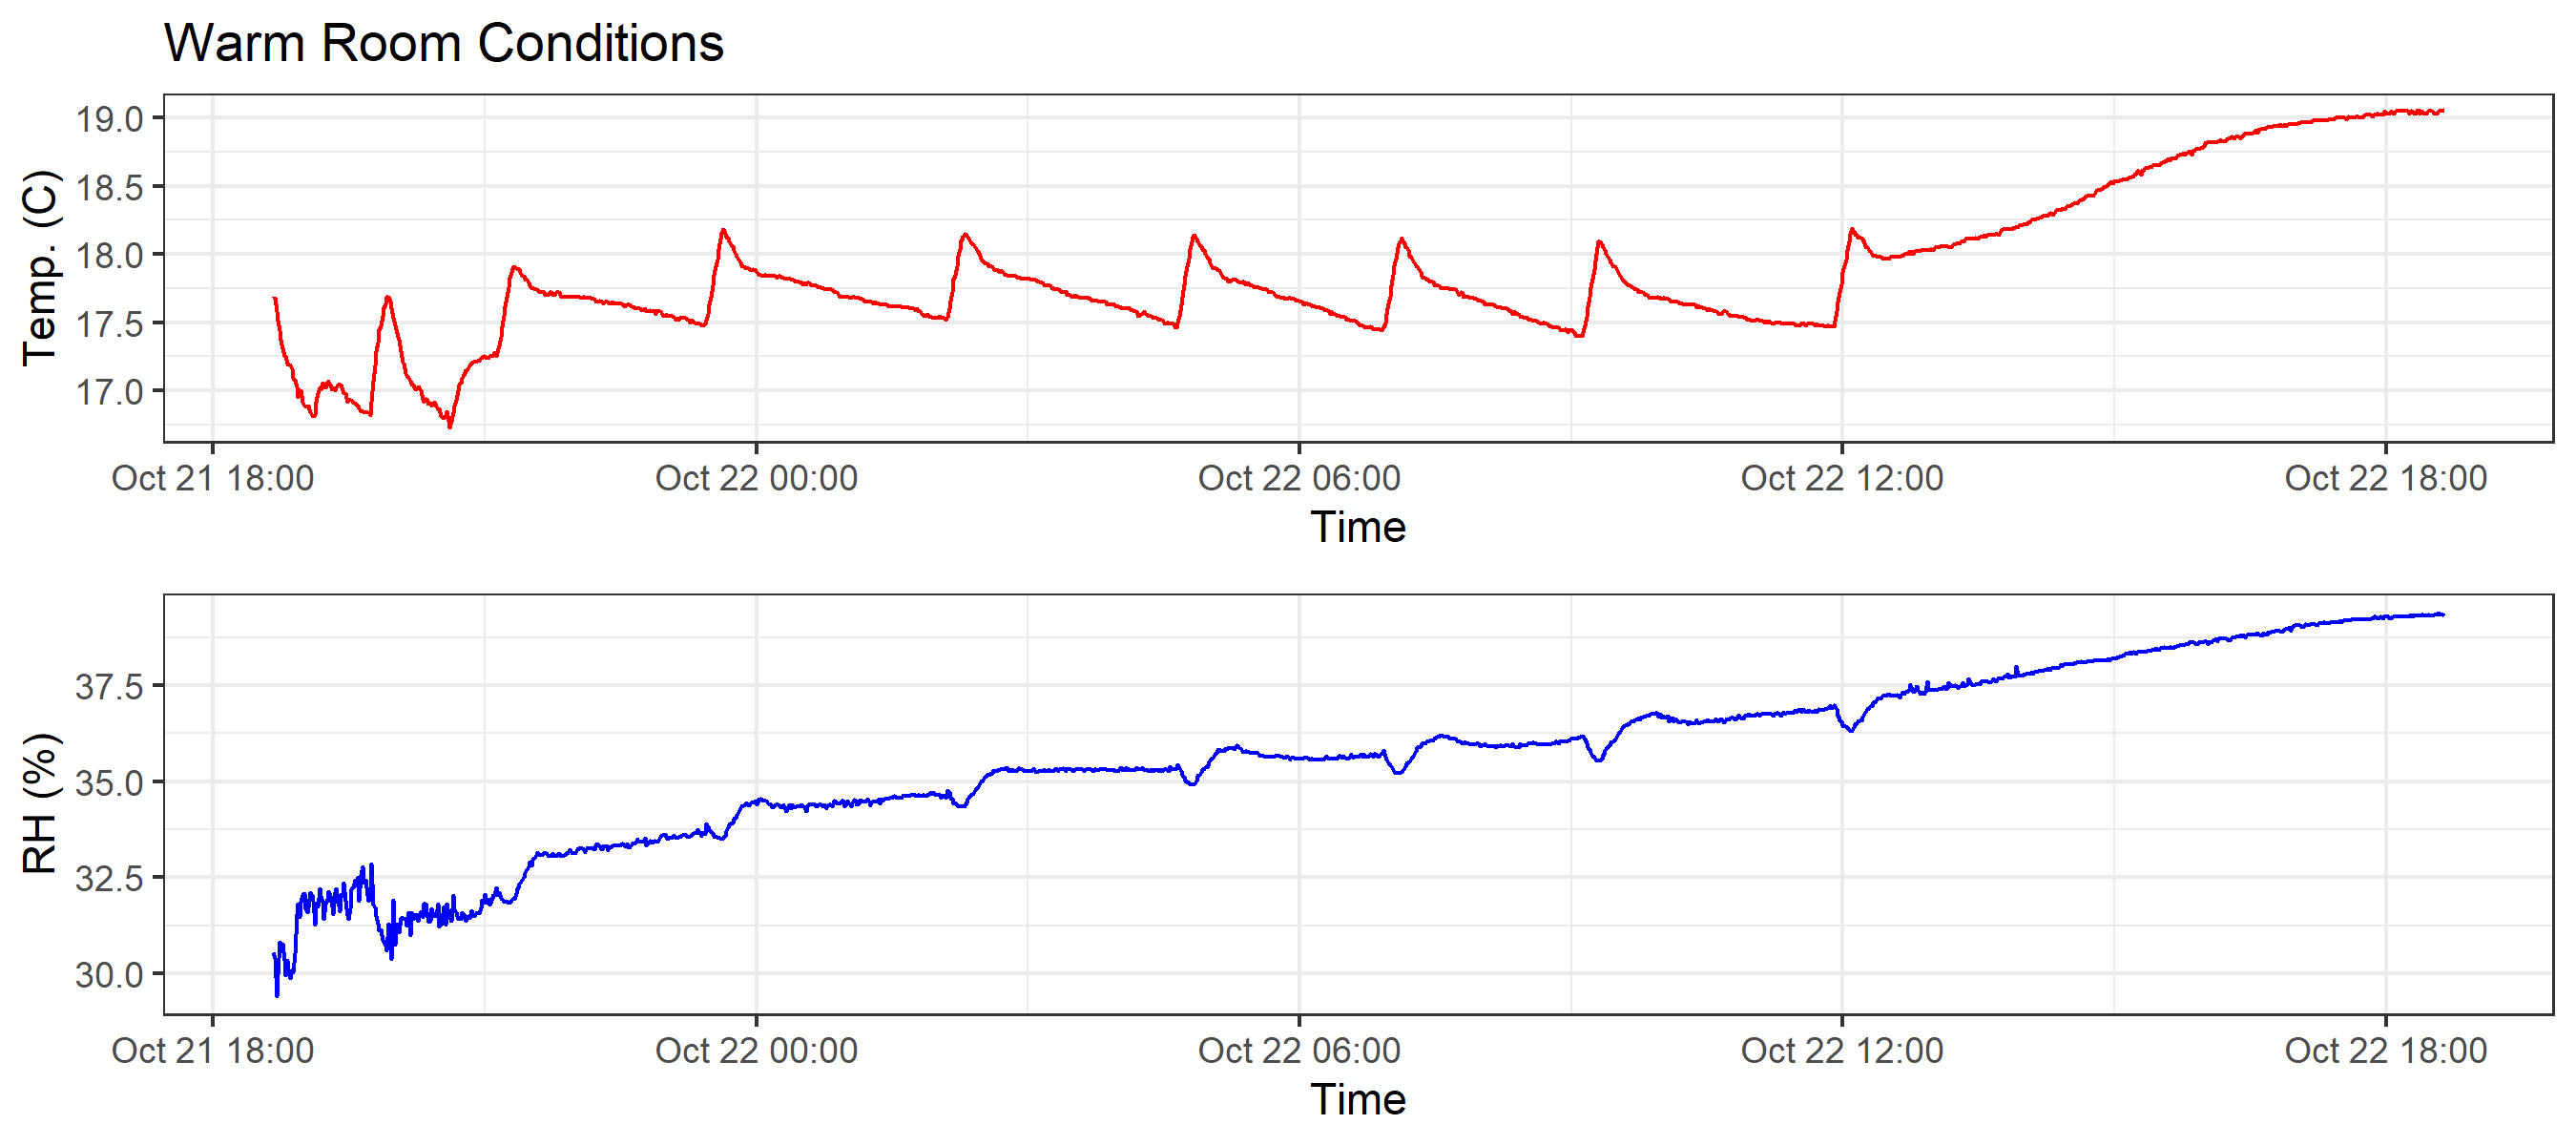 Warm Room Conditions
Temp. (C)
19.0
18.5
18.0
17.5
17.0
Oct 21 18:00 Oct 22 00:00 Oct 22 06:00 Oct 22 12:00 Oct 22 18:00
Time
RH (%)
37.5
35.0
32.5
30.0
Oct 21 18:00 Oct 22 00:00 Oct 22 06:00 Oct 22 12:00 Oct 22 18:00
Time